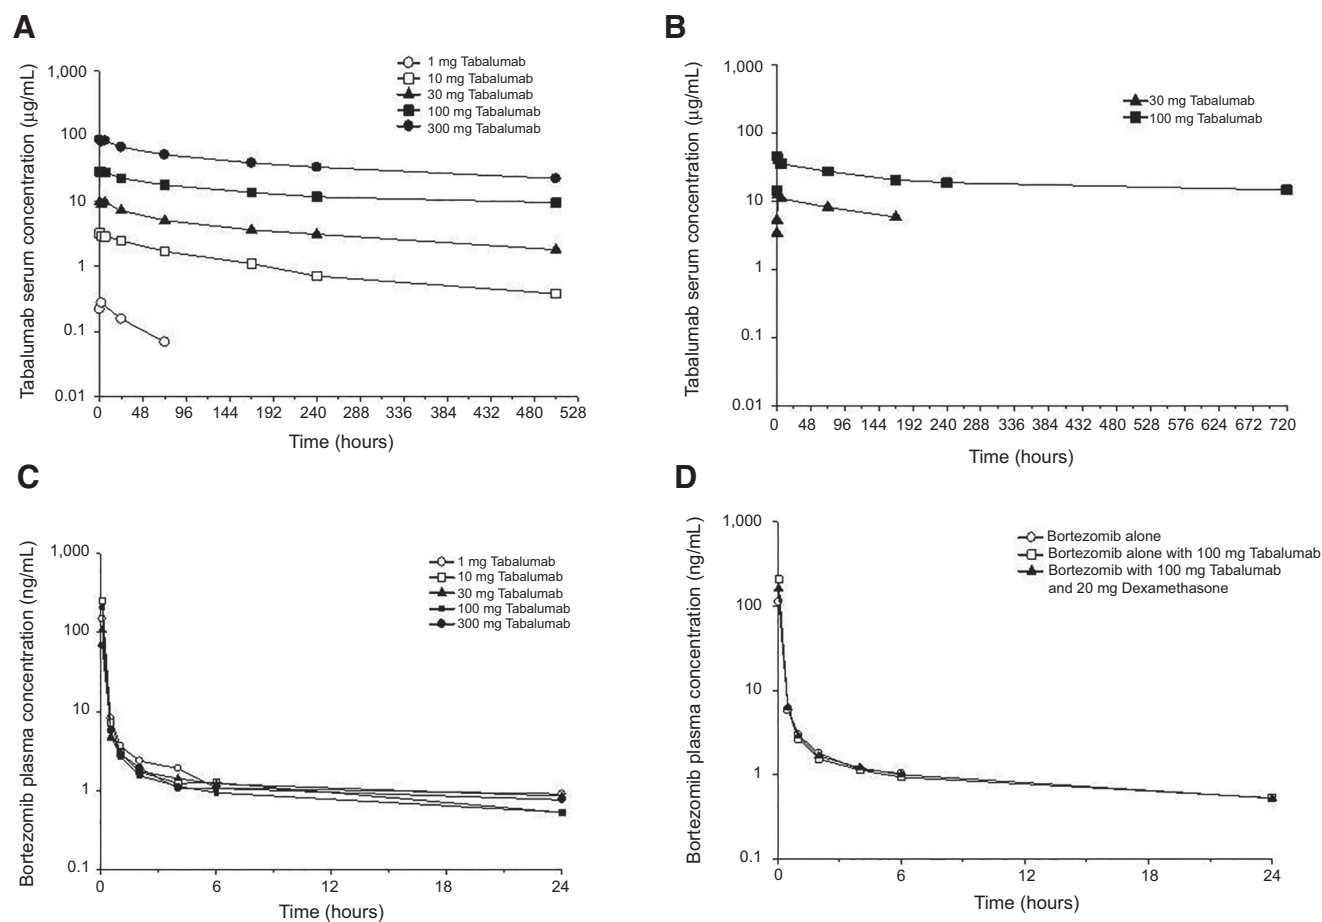 A
Tabalumab serum concentration (µg/mL)
1,000
100
10
1
0.1
0.01
0 48 96 144 192 240 288 336 384 432 480 528
Time (hours)
1 mg Tabalumab
10 mg Tabalumab
30 mg Tabalumab
100 mg Tabalumab
300 mg Tabalumab
B
Tabalumab serum concentration (µg/mL)
1,000
100
10
1
0.1
0.01
0 48 96 144 192 240 288 336 384 432 480 528 576 624 672 720
Time (hours)
30 mg Tabalumab
100 mg Tabalumab
C
Bortezomib plasma concentration (ng/mL)
1,000
100
10
1
0.1
0 6 12 18 24
Time (hours)
1 mg Tabalumab
10 mg Tabalumab
30 mg Tabalumab
100 mg Tabalumab
300 mg Tabalumab
D
Bortezomib plasma concentration (ng/mL)
1,000
100
10
1
0.1
0 6 12 18 24
Time (hours)
Bortezomib alone
Bortezomib alone with 100 mg Tabalumab
Bortezomib with 100 mg Tabalumab
and 20 mg Dexamethasone